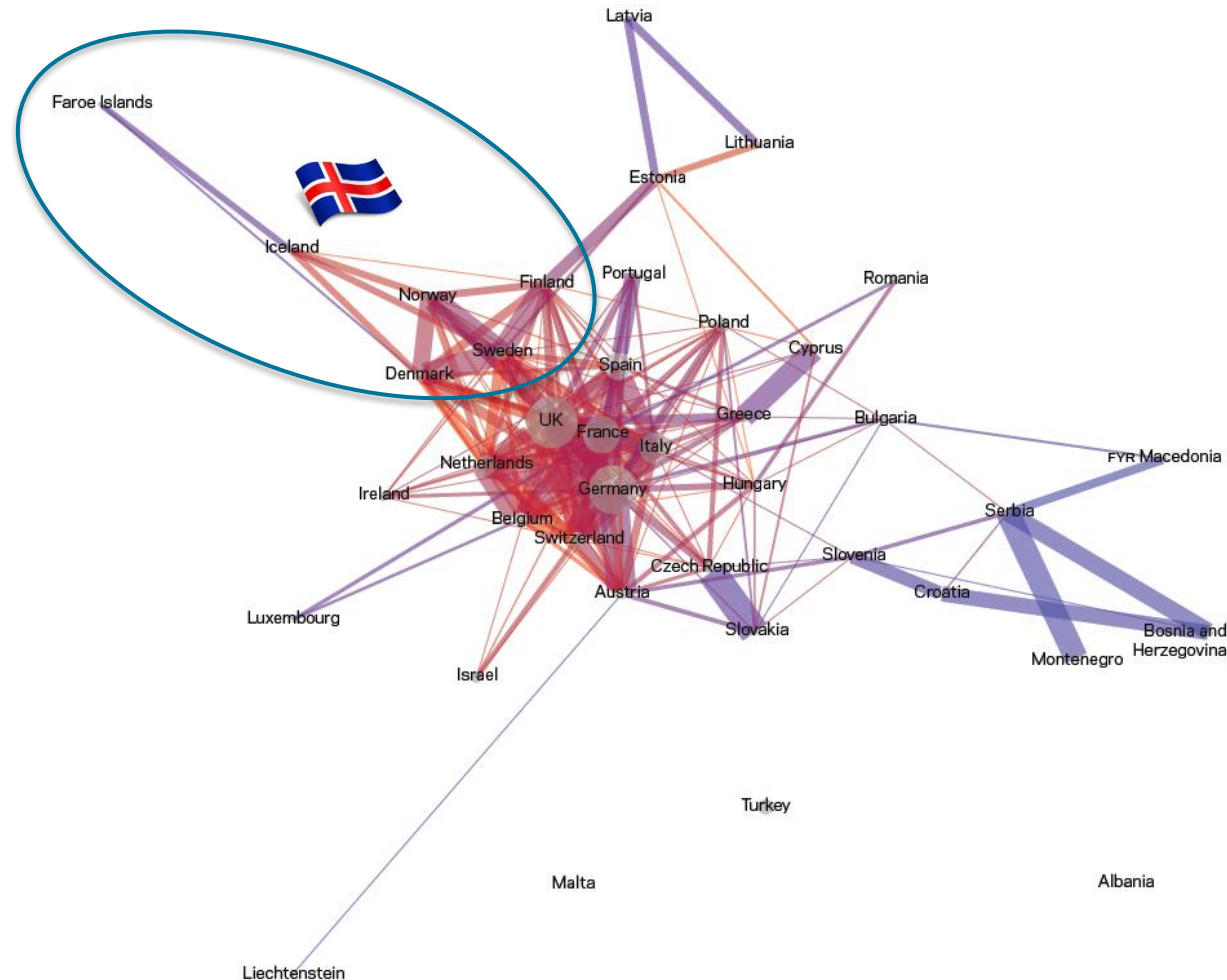 Latvia
Faroe Islands
Lithuania
Estonia
Iceland
Finland
Portugal
Romania
Norway
Poland
Cyprus
Sweden
Spain
Denmark
Greece
Bulgaria
UK
France
Italy
FYR Macedonia
Netherlands
Hungary
Germany
Ireland
Serbia
Belgium
Switzerland
Slovenia
Czech Republic
Austria
Croatia
Luxembourg
Slovakia
Bosnia and
Herzegovina
Montenegro
Israel
Turkey
Malta
Albania
Liechtenstein